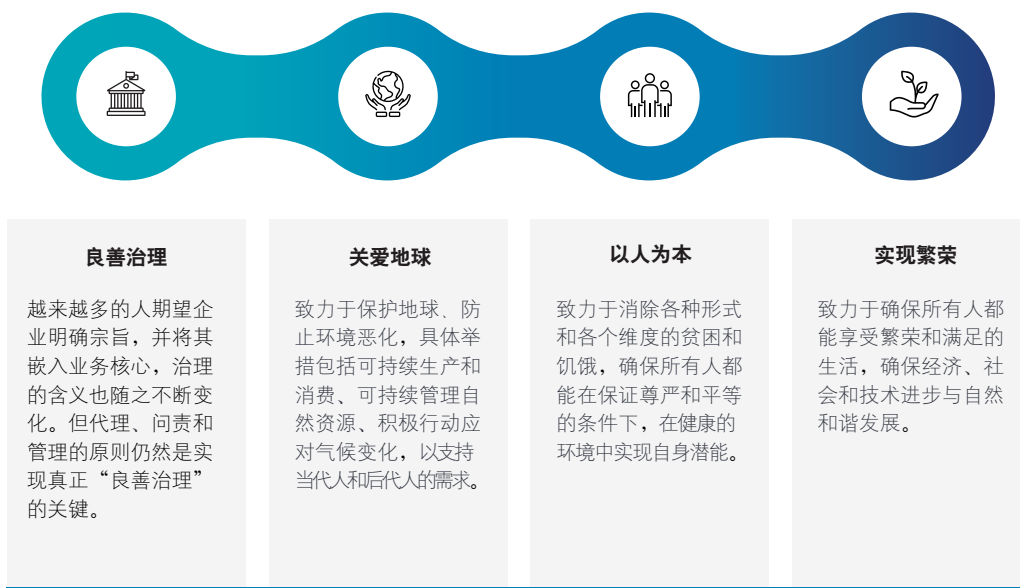 良善治理
越来越多的人期望企
业明确宗旨，并将其
嵌入业务核心，治理
的含义也随之不断变
化。但代理、问责和
管理的原则仍然是实
现真正“良善治理”
的关键。
关爱地球
致力于保护地球、防
止环境恶化，具体举
措包括可持续生产和
消费、可持续管理自
然资源、积极行动应
对气候变化，以支持
当代人和后代人的需求。
以人为本
致力于消除各种形式
和各个维度的贫困和
饥饿，确保所有人都
能在保证尊严和平等
的条件下，在健康的
环境中实现自身潜能。
实现繁荣
致力于确保所有人都
能享受繁荣和满足的
生活，确保经济、社
会和技术进步与自然
和谐发展。